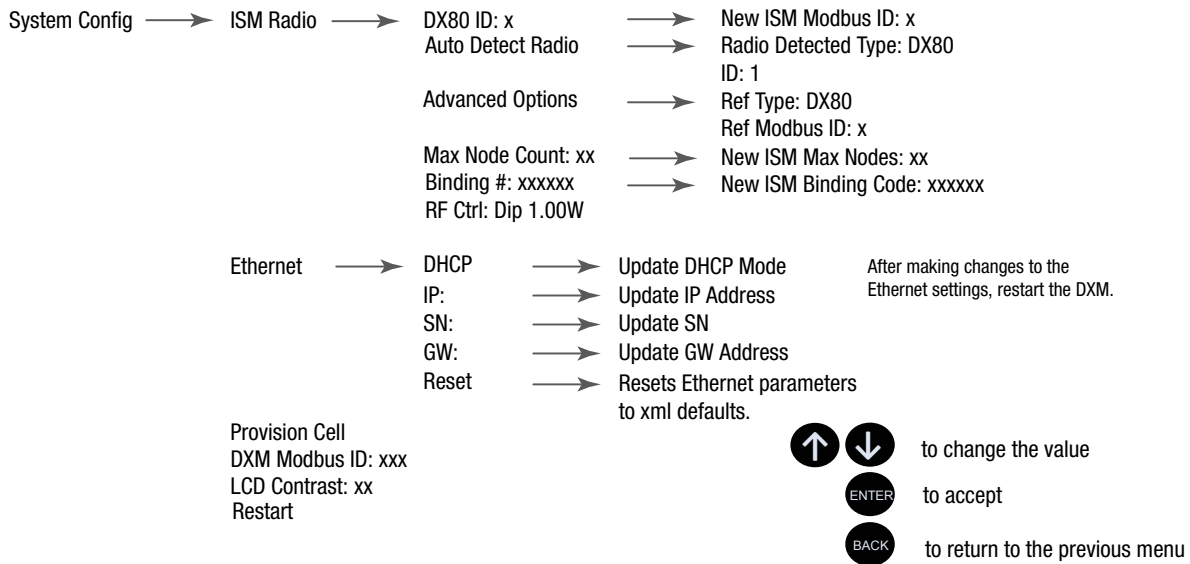 System Config ISM Radio DX80 ID: x New ISM Modbus ID: x
Auto Detect Radio Radio Detected Type: DX80
ID: 1
Advanced Options Ref Type: DX80
Ref Modbus ID: x
Max Node Count: xx New ISM Max Nodes: xx
Binding #: xxxxxx New ISM Binding Code: xxxxxx
RF Ctrl: Dip 1.00W
Ethernet DHCP Update DHCP Mode
IP: Update IP Address
SN: Update SN
GW: Update GW Address
Reset Resets Ethernet parameters
to xml defaults.
After making changes to the
Ethernet settings, restart the DXM.
Provision Cell
DXM Modbus ID: xxx
LCD Contrast: xx
Restart
to change the value
ENTER to accept
BACK to return to the previous menu